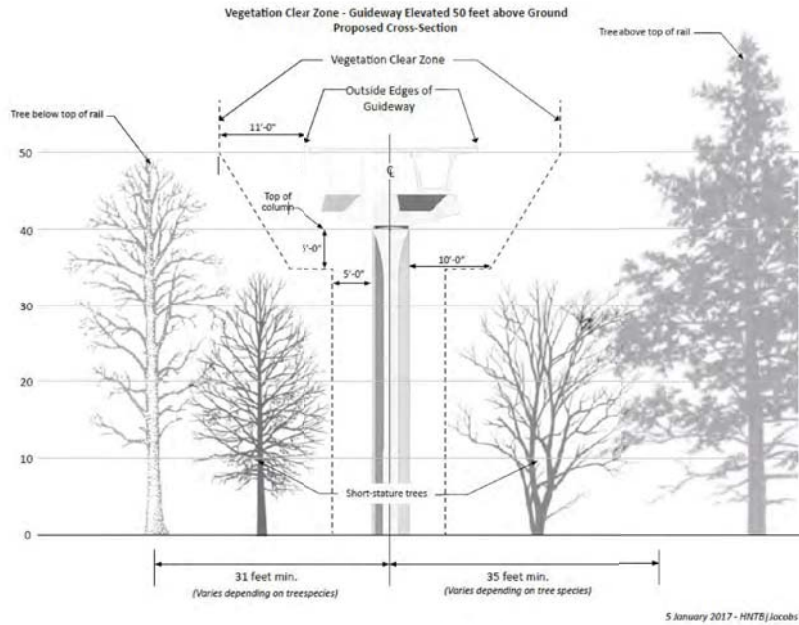 Vegetation Clear Zone - Guideway Elevated 50 feet above Ground
Proposed Cross-Section
Tree above top of rail
Vegetation Clear Zone
Outside Edges of
Guideway
Tree below top of rail
11'-0"
50
℄
Top of
column
40
5'-0"
5'-0"
10'-0"
30
20
10
Short-stature trees
0
31 feet min.
(Varies depending on treespecies)
35 feet min.
(Varies depending on tree species)
5 January 2017 - HNTB|Jacobs